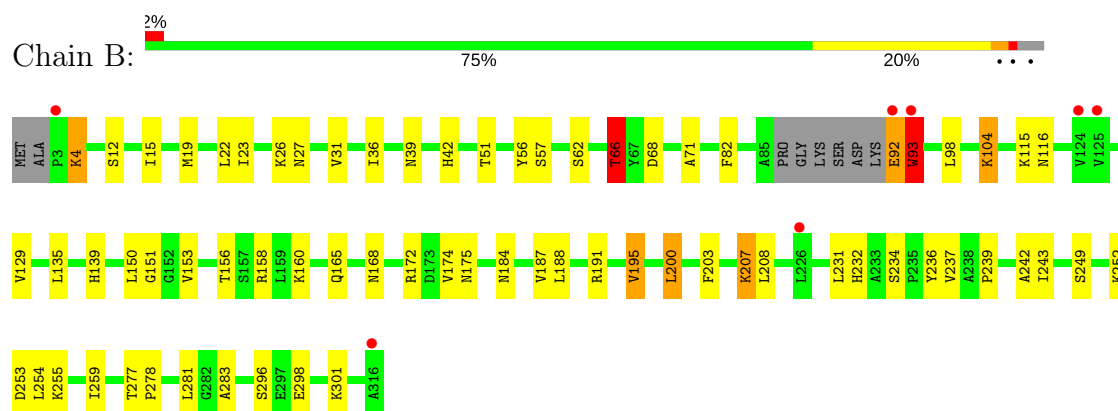 2%
Chain B:
75% 20% • • •
MET ALA P3 K4 S12 I15 M19 L22 I23 K26 N27 V31 I36 N39 H42 T51 Y56 S57 S62 T66 Y67 D68 A71 F82 A85 PRO GLY LYS SER ASP LYS E92 W93 L98 K104 K115 N116 V124 V125
V129 L135 H139 L150 G151 G152 V153 T156 S157 R158 L159 K160 Q165 N168 R172 D173 V174 N175 N184 V187 L188 R191 V195 L200 F203 K207 L208 L226 L231 H232 A233 S234 P235 Y236 V237 A238 P239 A242 I243 S249 K252
D253 L254 K255 I259 T277 P278 L281 G282 A283 S296 E297 E298 K301 A316